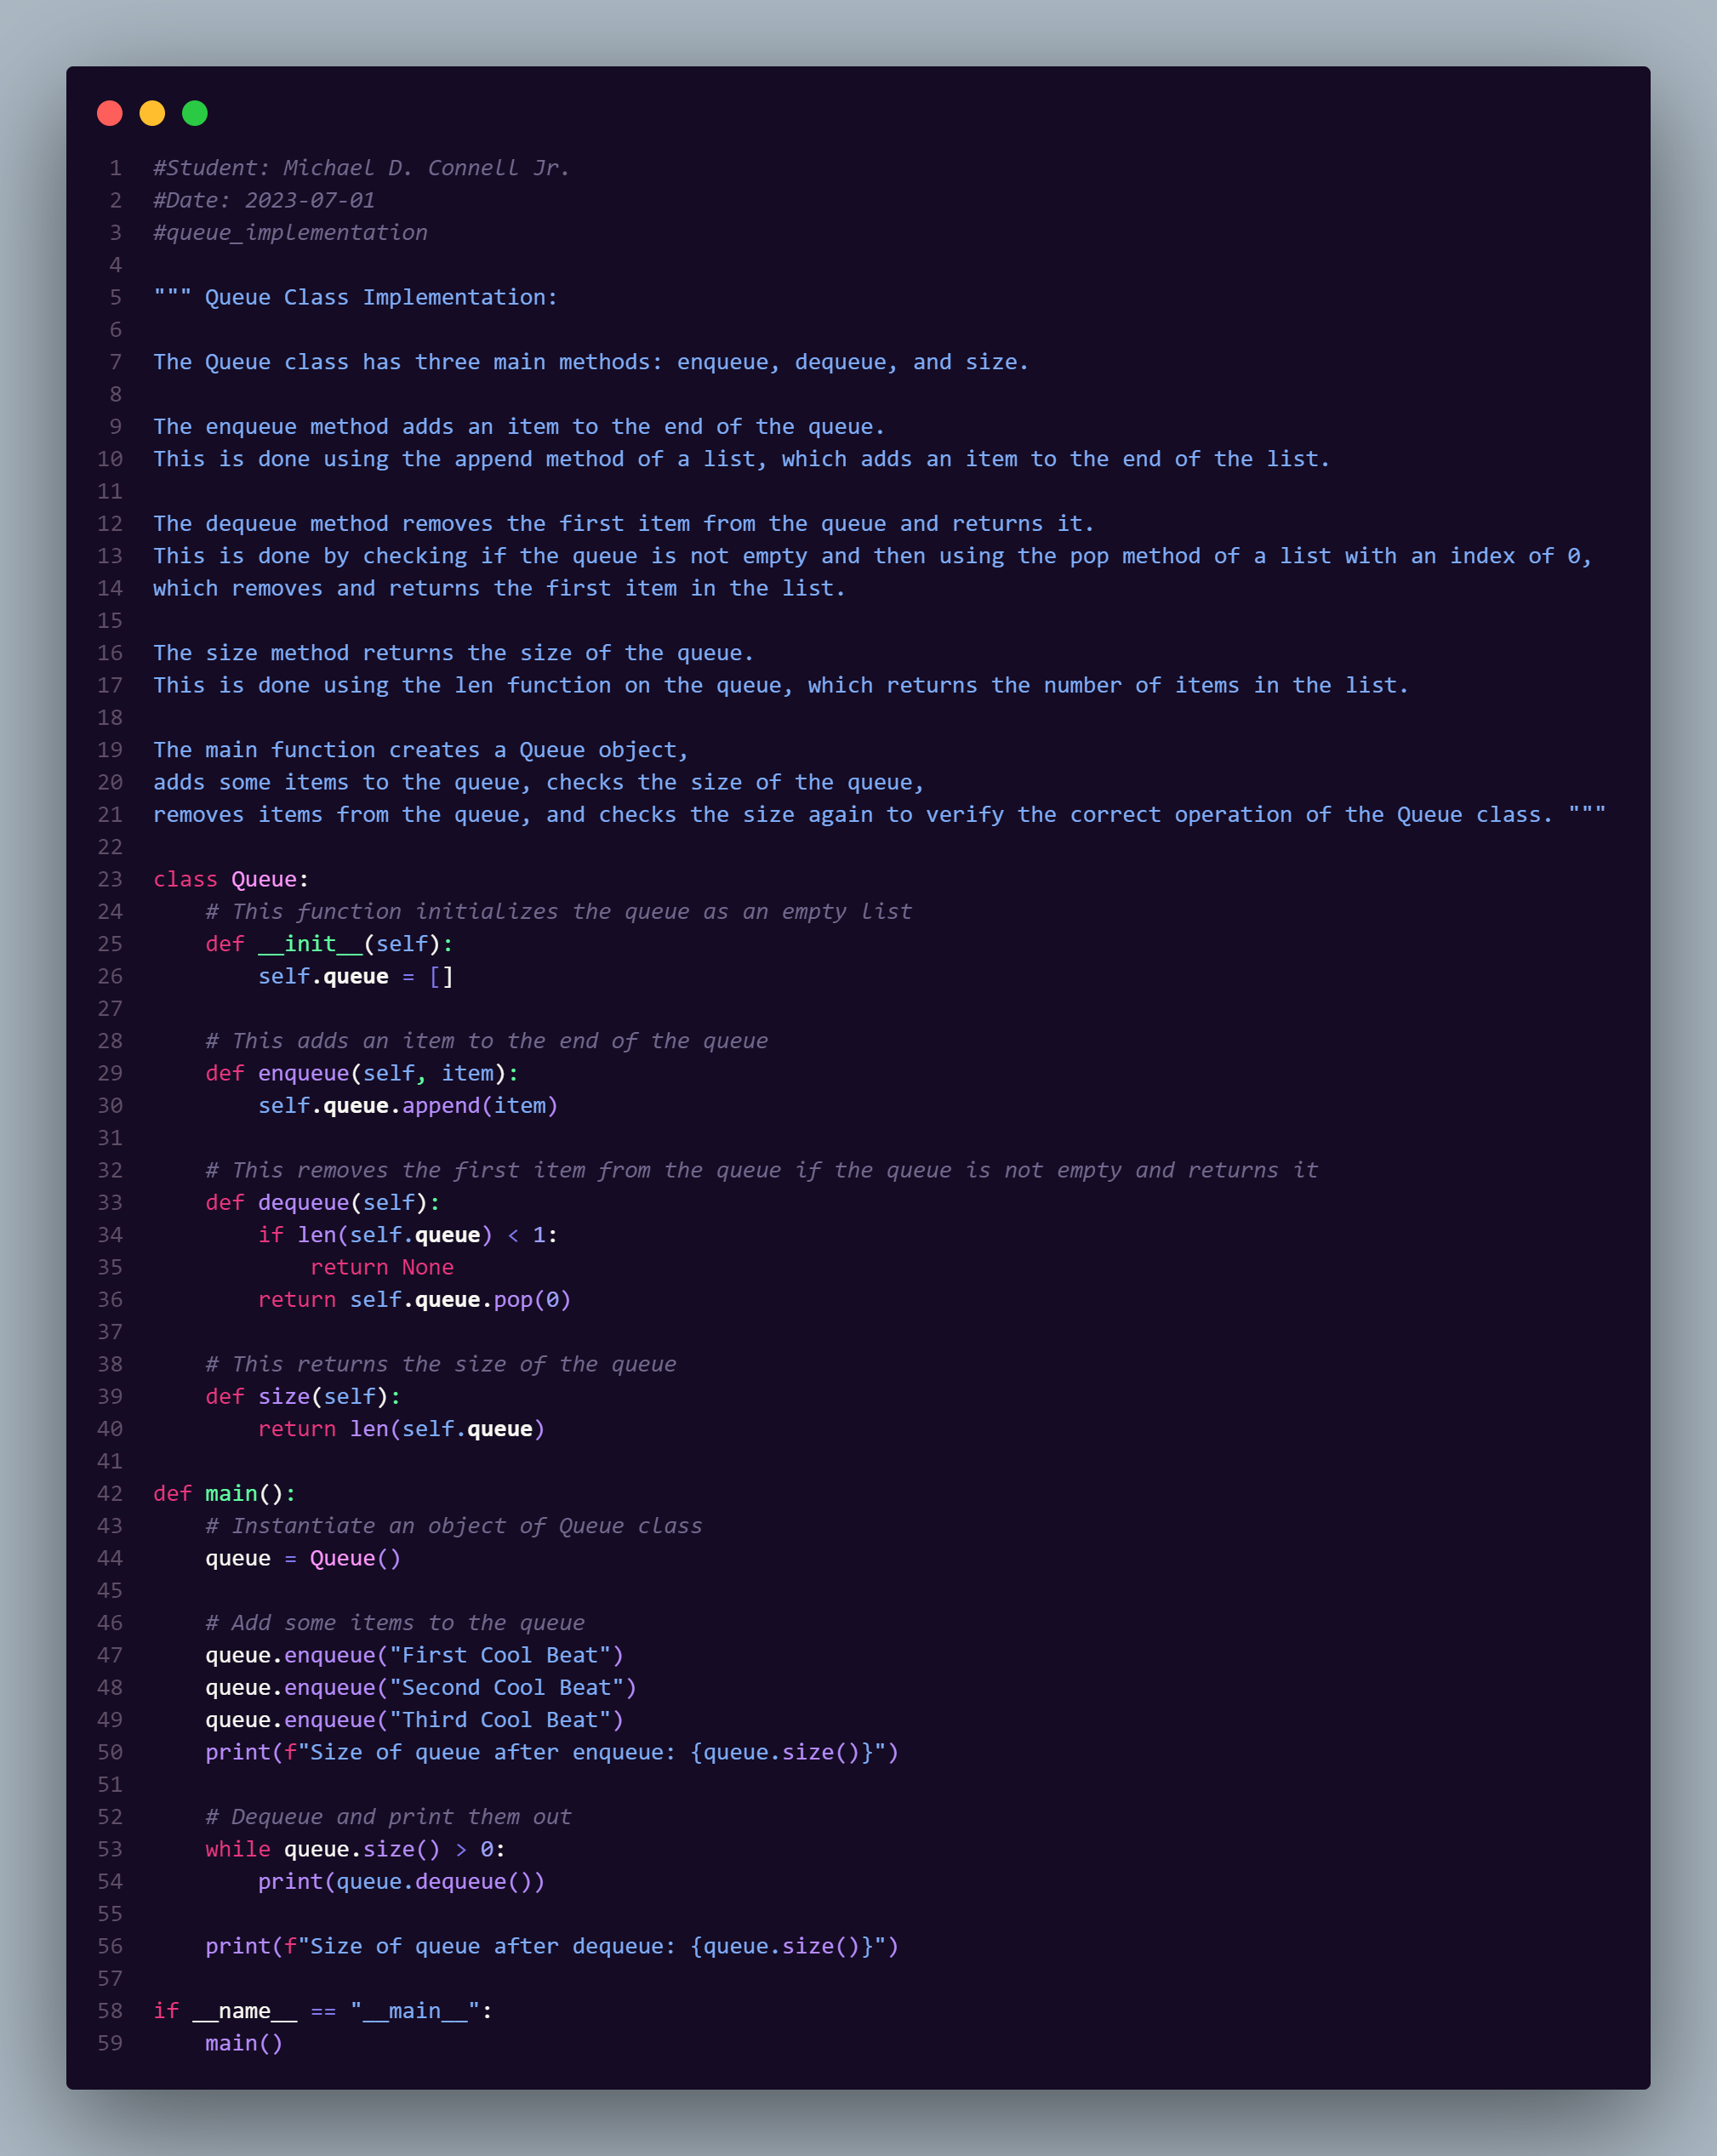 1 #Student: Michael D. Connell Jr.
2 #Date: 2023-07-01
3 #queue_implementation
4
5 """ Queue Class Implementation:
6
7 The Queue class has three main methods: enqueue, dequeue, and size.
8
9 The enqueue method adds an item to the end of the queue.
10 This is done using the append method of a list, which adds an item to the end of the list.
11
12 The dequeue method removes the first item from the queue and returns it.
13 This is done by checking if the queue is not empty and then using the pop method of a list with an index of 0,
14 which removes and returns the first item in the list.
15
16 The size method returns the size of the queue.
17 This is done using the len function on the queue, which returns the number of items in the list.
18
19 The main function creates a Queue object,
20 adds some items to the queue, checks the size of the queue,
21 removes items from the queue, and checks the size again to verify the correct operation of the Queue class. """
22
23 class Queue:
24     # This function initializes the queue as an empty list
25     def __init__(self):
26         self.queue = []
27
28     # This adds an item to the end of the queue
29     def enqueue(self, item):
30         self.queue.append(item)
31
32     # This removes the first item from the queue if the queue is not empty and returns it
33     def dequeue(self):
34         if len(self.queue) < 1:
35             return None
36         return self.queue.pop(0)
37
38     # This returns the size of the queue
39     def size(self):
40         return len(self.queue)
41
42 def main():
43     # Instantiate an object of Queue class
44     queue = Queue()
45
46     # Add some items to the queue
47     queue.enqueue("First Cool Beat")
48     queue.enqueue("Second Cool Beat")
49     queue.enqueue("Third Cool Beat")
50     print(f"Size of queue after enqueue: {queue.size()}")
51
52     # Dequeue and print them out
53     while queue.size() > 0:
54         print(queue.dequeue())
55
56     print(f"Size of queue after dequeue: {queue.size()}")
57
58 if __name__ == "__main__":
59     main()